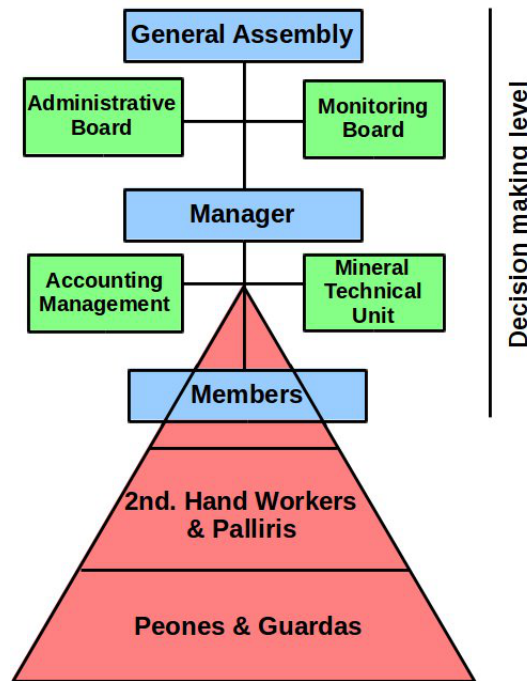 General Assembly
Administrative
Board
Monitoring
Board
Manager
Accounting
Management
Mineral
Technical
Unit
Members
2nd. Hand Workers
& Palliris
Peones & Guardas
Decision making level